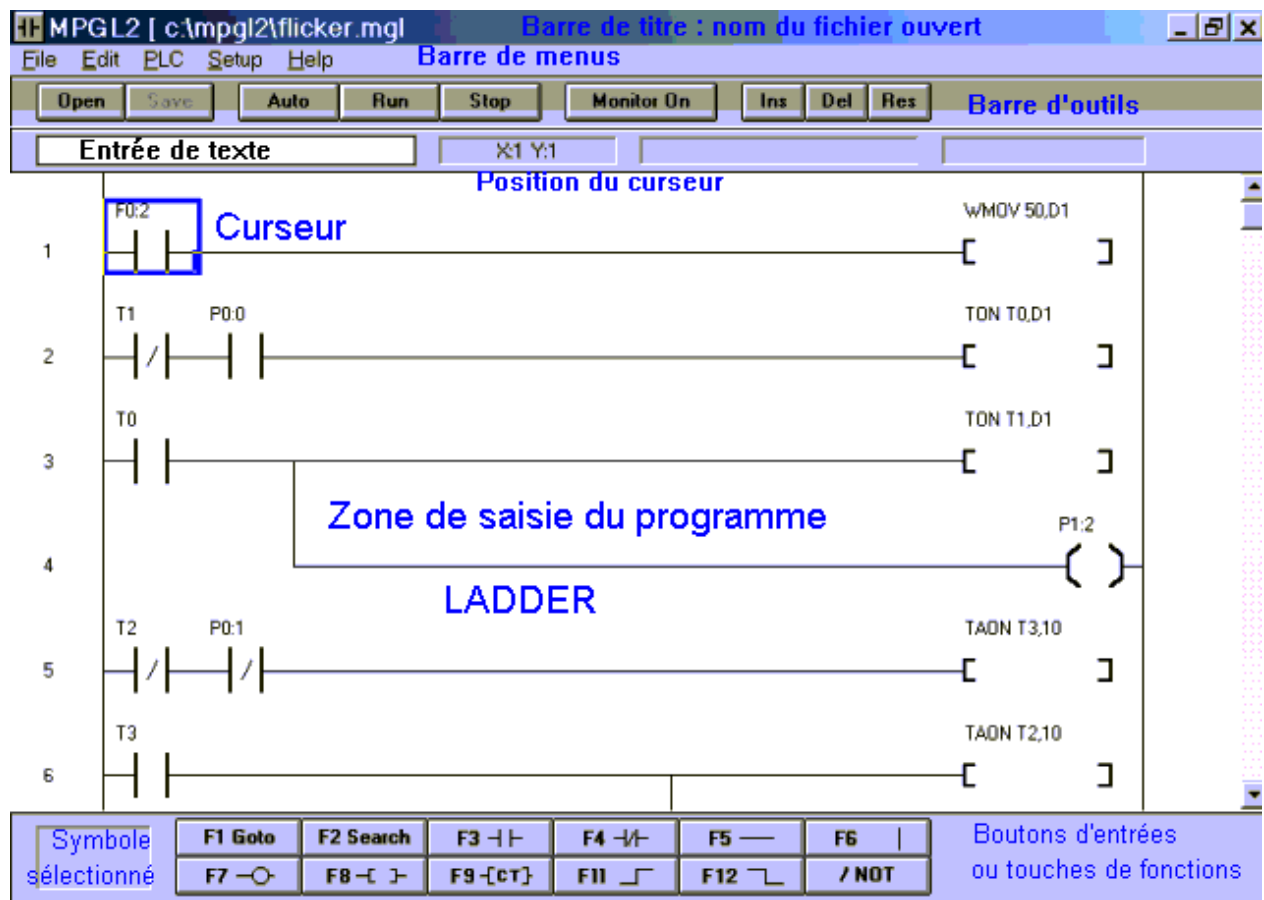 MPGL2 [ c:\mpgl2\flicker.mgl Barre de titre : nom du fichier ouvert
File Edit PLC Setup Help Barre de menus
Open Save Auto Run Stop Monitor On Ins Del Res Barre d'outils
Entrée de texte X:1 Y:1
Position du curseur
F0:2 Curseur WMOV 50,D1
1
T1 P0:0 TON T0,D1
2
T0 TON T1,D1
3
Zone de saisie du programme P1:2
4
LADDER
T2 P0:1 TAON T3,10
5
T3 TAON T2,10
6
Symbole F1 Goto F2 Search F3 F4 F5 F6 Boutons d'entrées
sélectionné F7 F8 F9 [CT] F11 F12 / NOT ou touches de fonctions